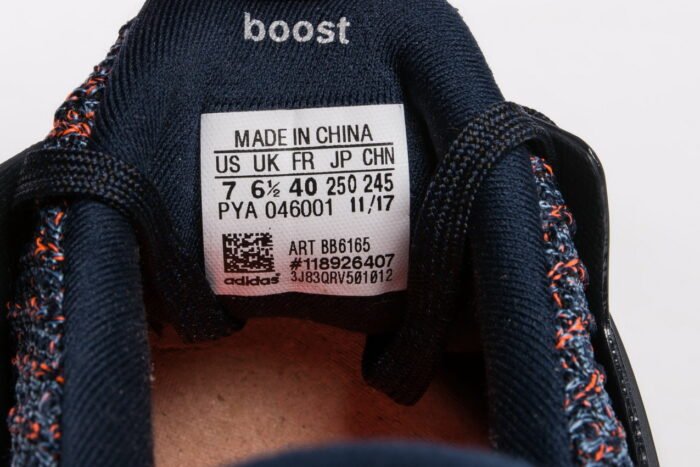 boost
MADE IN CHINA
US UK FR JP CHN
7 6½ 40 250 245
PYA 046001 11/17
ART BB6165
#118926407
adidas 3J83QRV501012